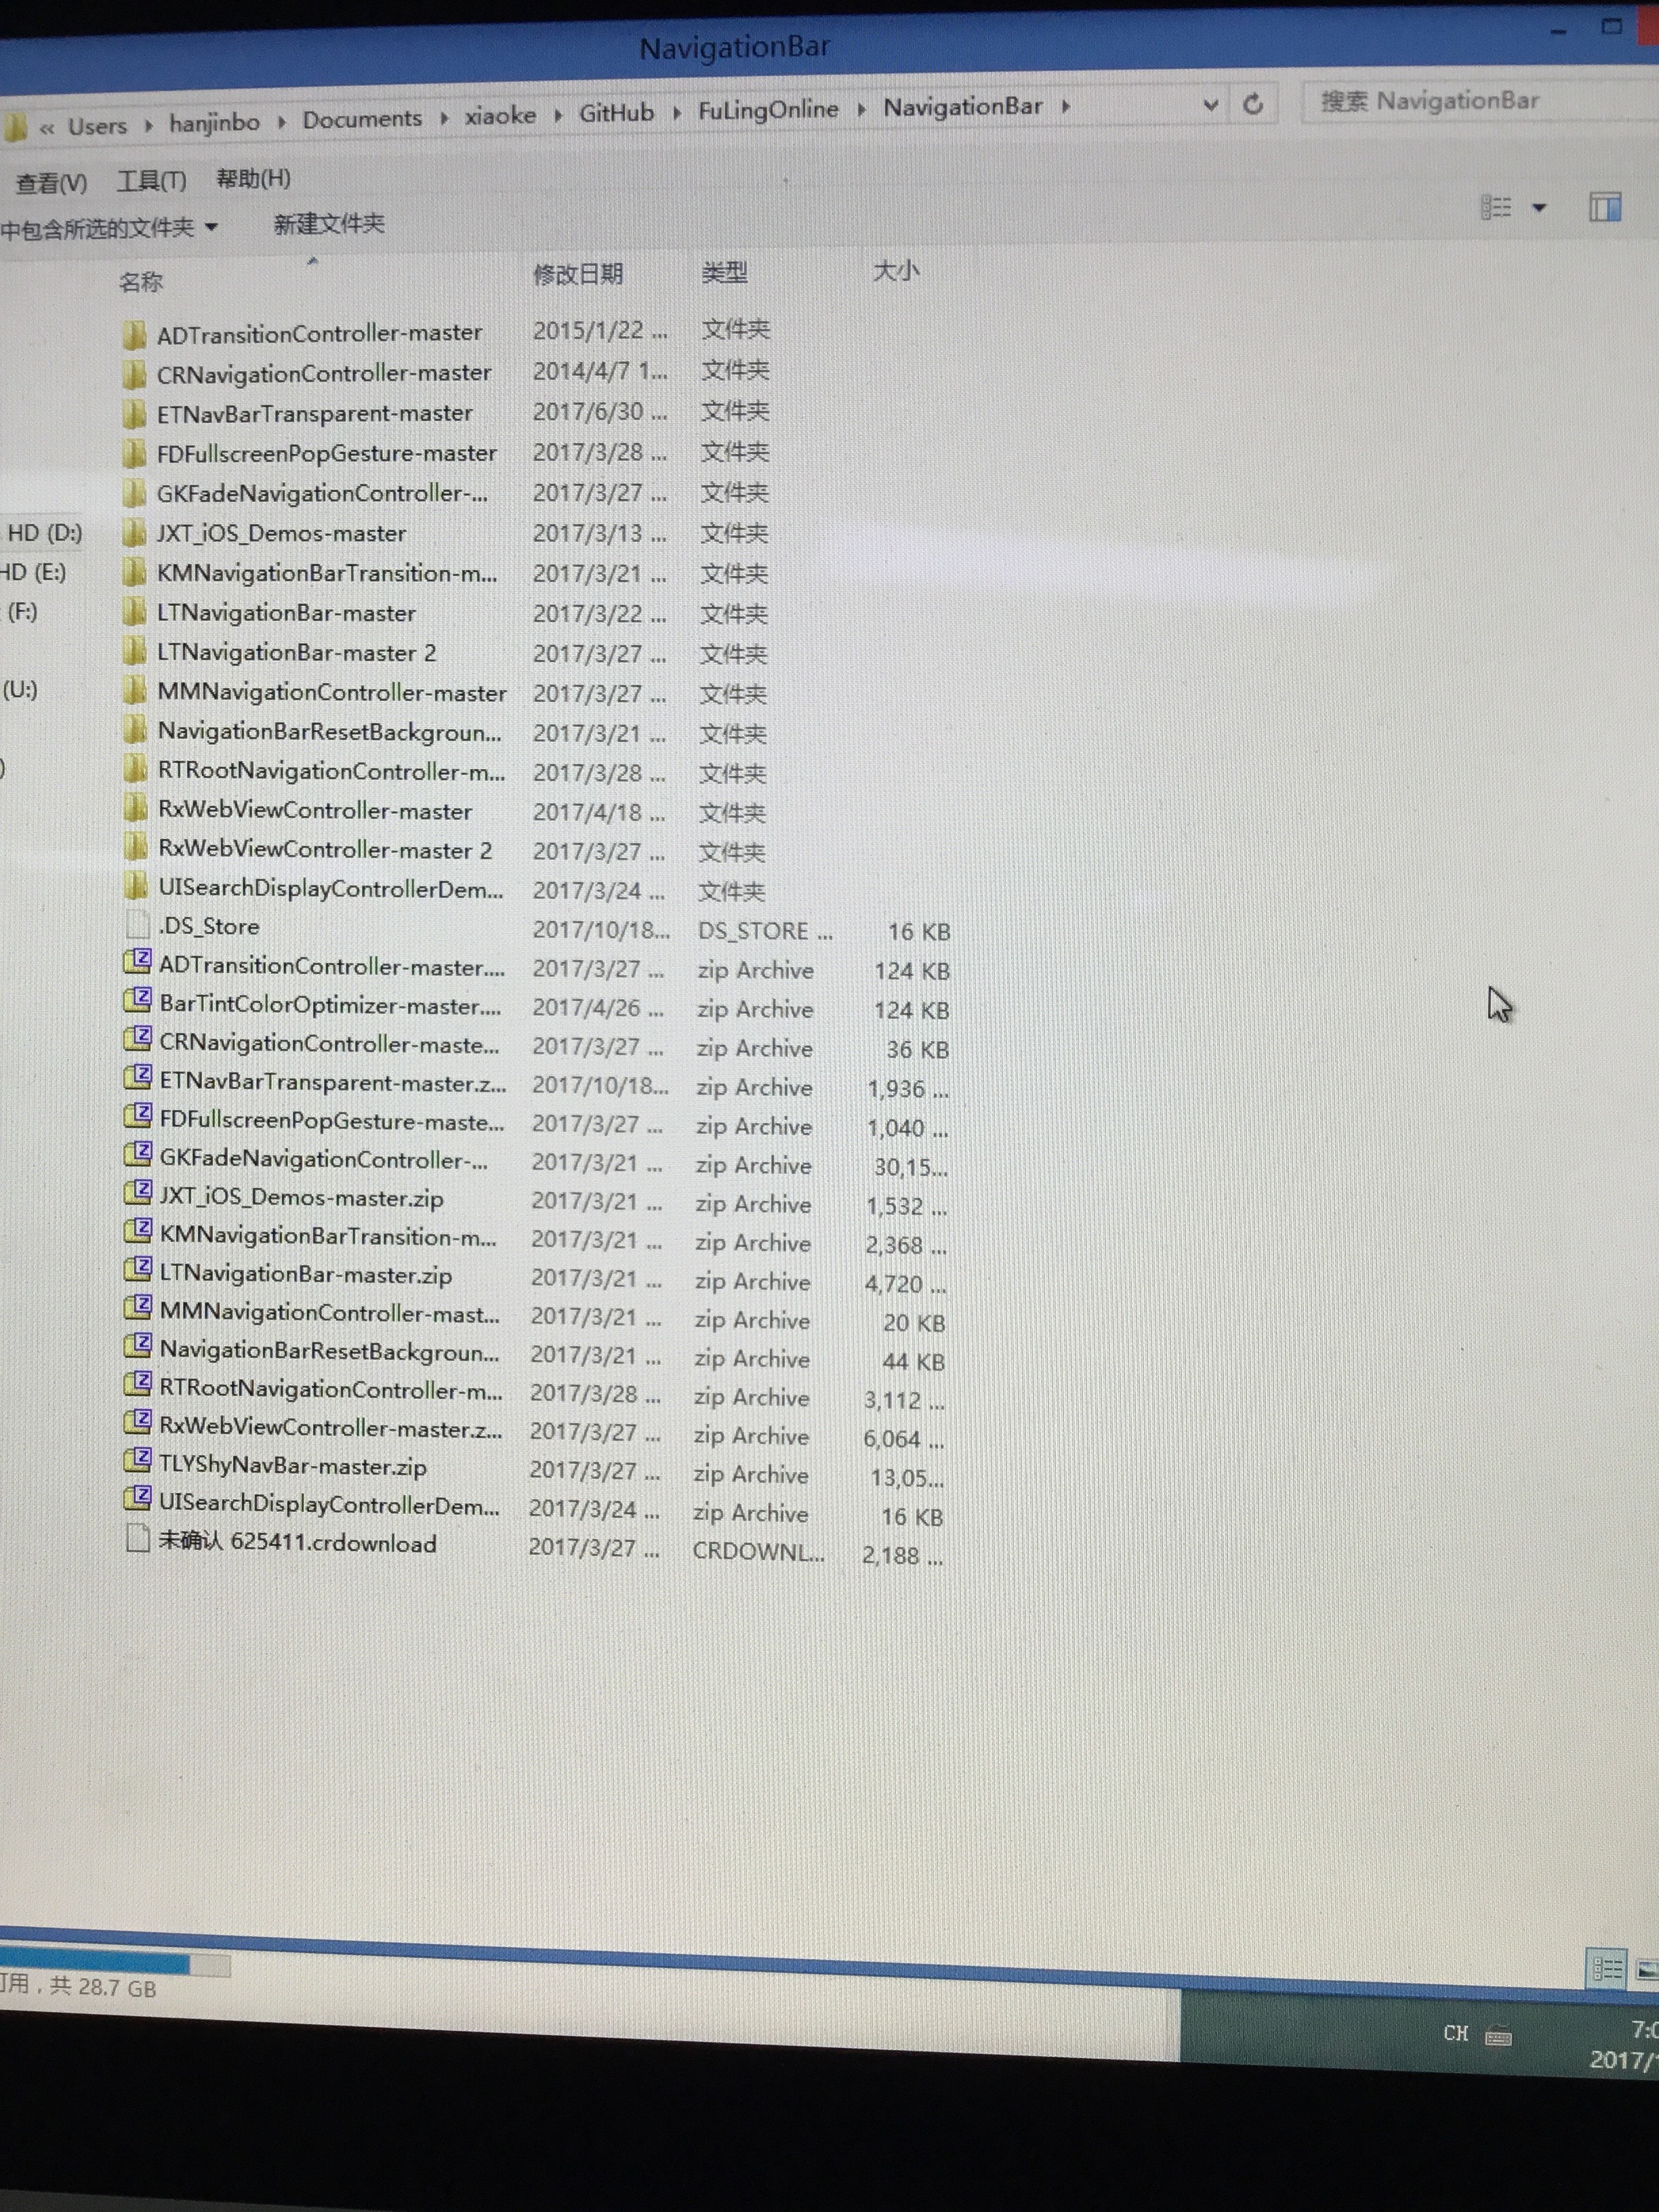 NavigationBar
« Users hanjinbo Documents xiaoke GitHub FuLingOnline NavigationBar 搜索 NavigationBar
查看(V) 工具(T) 帮助(H)
中包含所选的文件夹 新建文件夹
名称 修改日期 类型 大小
ADTransitionController-master 2015/1/22 ... 文件夹
CRNavigationController-master 2014/4/7 1... 文件夹
ETNavBarTransparent-master 2017/6/30 ... 文件夹
FDFullscreenPopGesture-master 2017/3/28 ... 文件夹
GKFadeNavigationController-... 2017/3/27 ... 文件夹
HD (D:) JXT_iOS_Demos-master 2017/3/13 ... 文件夹
HD (E:) KMNavigationBarTransition-m... 2017/3/21 ... 文件夹
(F:) LTNavigationBar-master 2017/3/22 ... 文件夹
LTNavigationBar-master 2 2017/3/27 ... 文件夹
(U:) MMNavigationController-master 2017/3/27 ... 文件夹
NavigationBarResetBackgroun... 2017/3/21 ... 文件夹
) RTRootNavigationController-m... 2017/3/28 ... 文件夹
RxWebViewController-master 2017/4/18 ... 文件夹
RxWebViewController-master 2 2017/3/27 ... 文件夹
UISearchDisplayControllerDem... 2017/3/24 ... 文件夹
.DS_Store 2017/10/18... DS_STORE ... 16 KB
ADTransitionController-master.... 2017/3/27 ... zip Archive 124 KB
BarTintColorOptimizer-master.... 2017/4/26 ... zip Archive 124 KB
CRNavigationController-maste... 2017/3/27 ... zip Archive 36 KB
ETNavBarTransparent-master.z... 2017/10/18... zip Archive 1,936 ...
FDFullscreenPopGesture-maste... 2017/3/27 ... zip Archive 1,040 ...
GKFadeNavigationController-... 2017/3/21 ... zip Archive 30,15...
JXT_iOS_Demos-master.zip 2017/3/21 ... zip Archive 1,532 ...
KMNavigationBarTransition-m... 2017/3/21 ... zip Archive 2,368 ...
LTNavigationBar-master.zip 2017/3/21 ... zip Archive 4,720 ...
MMNavigationController-mast... 2017/3/21 ... zip Archive 20 KB
NavigationBarResetBackgroun... 2017/3/21 ... zip Archive 44 KB
RTRootNavigationController-m... 2017/3/28 ... zip Archive 3,112 ...
RxWebViewController-master.z... 2017/3/27 ... zip Archive 6,064 ...
TLYShyNavBar-master.zip 2017/3/27 ... zip Archive 13,05...
UISearchDisplayControllerDem... 2017/3/24 ... zip Archive 16 KB
未确认 625411.crdownload 2017/3/27 ... CRDOWNL... 2,188 ...
可用，共 28.7 GB
CH 7:0
2017/